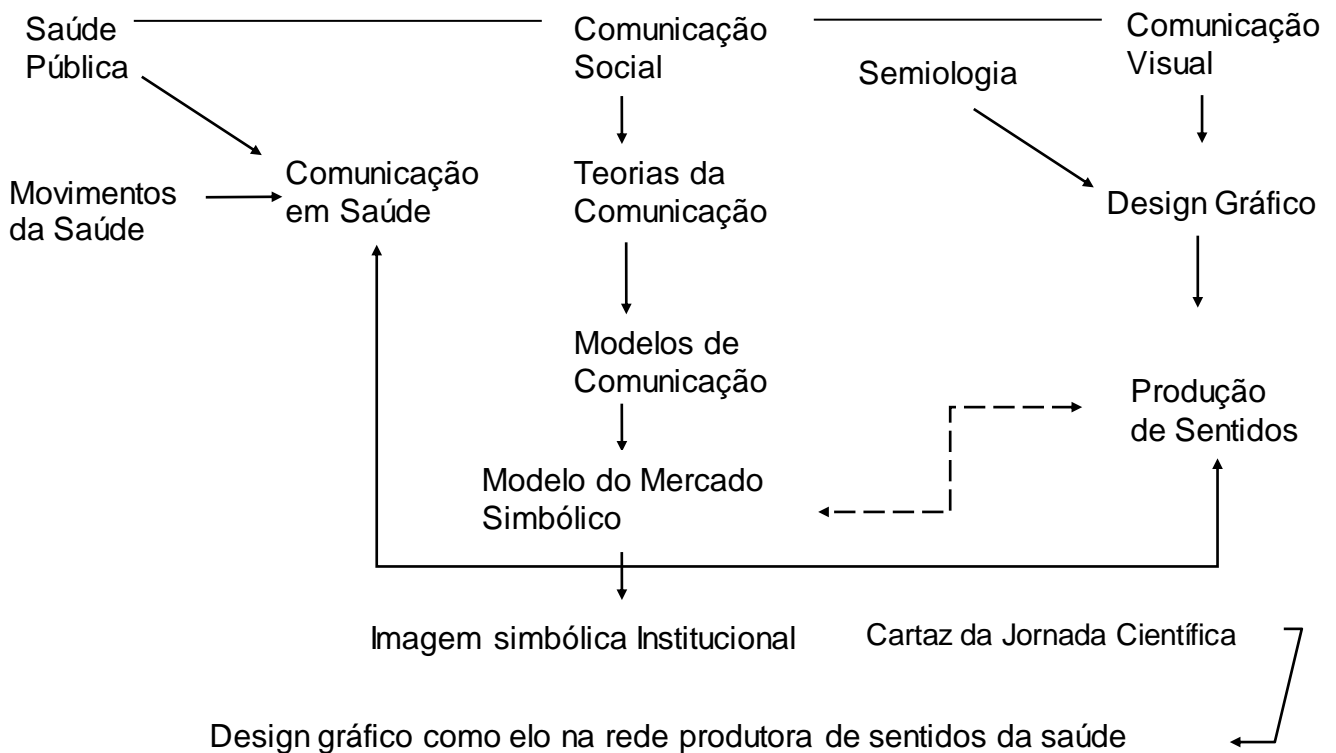 Saúde
Pública
Comunicação
Social
Comunicação
Visual
Semiologia
Movimentos
da Saúde
Comunicação
em Saúde
Teorias da
Comunicação
Design Gráfico
Modelos de
Comunicação
Produção
de Sentidos
Modelo do Mercado
Simbólico
Imagem simbólica Institucional
Cartaz da Jornada Científica
Design gráfico como elo na rede produtora de sentidos da saúde